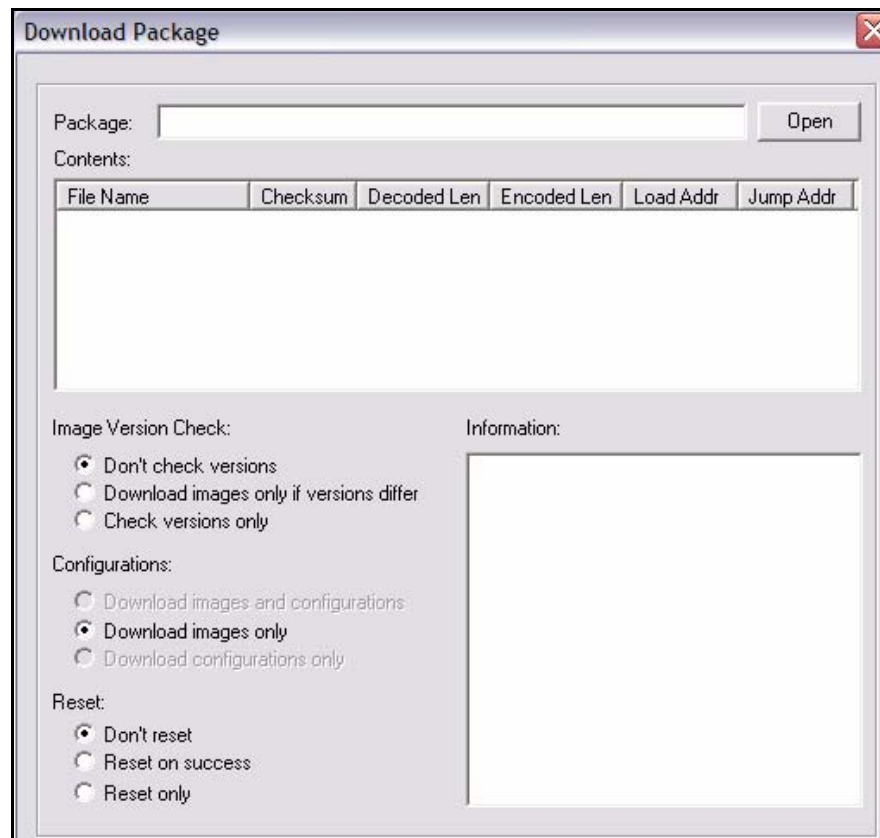 Download Package
Package:
Open
Contents:
File Name Checksum Decoded Len Encoded Len Load Addr Jump Addr
Image Version Check:
Don't check versions
Download images only if versions differ
Check versions only
Configurations:
Download images and configurations
Download images only
Download configurations only
Reset:
Don't reset
Reset on success
Reset only
Information: